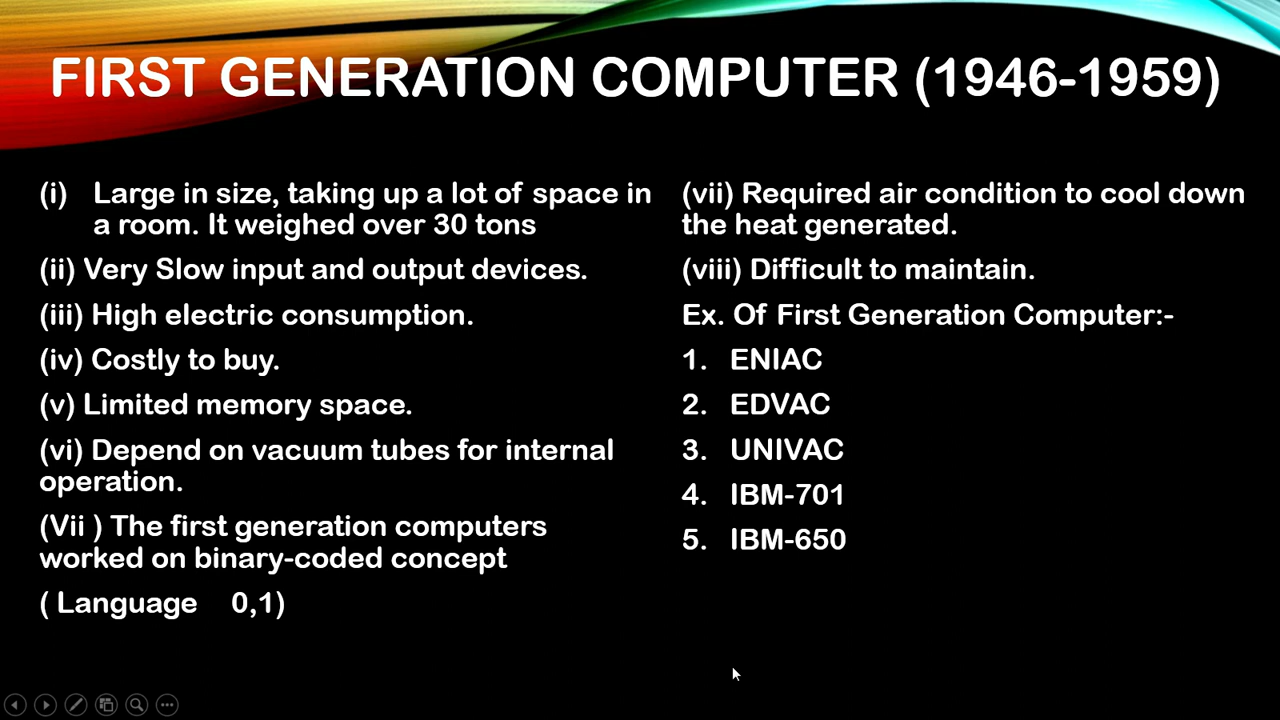 FIRST GENERATION COMPUTER (1946-1959)
(i) Large in size, taking up a lot of space in
a room. It weighed over 30 tons
(ii) Very Slow input and output devices.
(iii) High electric consumption.
(iv) Costly to buy.
(v) Limited memory space.
(vi) Depend on vacuum tubes for internal
operation.
(Vii ) The first generation computers
worked on binary-coded concept
( Language 0,1)
(vii) Required air condition to cool down
the heat generated.
(viii) Difficult to maintain.
Ex. Of First Generation Computer:-
1. ENIAC
2. EDVAC
3. UNIVAC
4. IBM-701
5. IBM-650